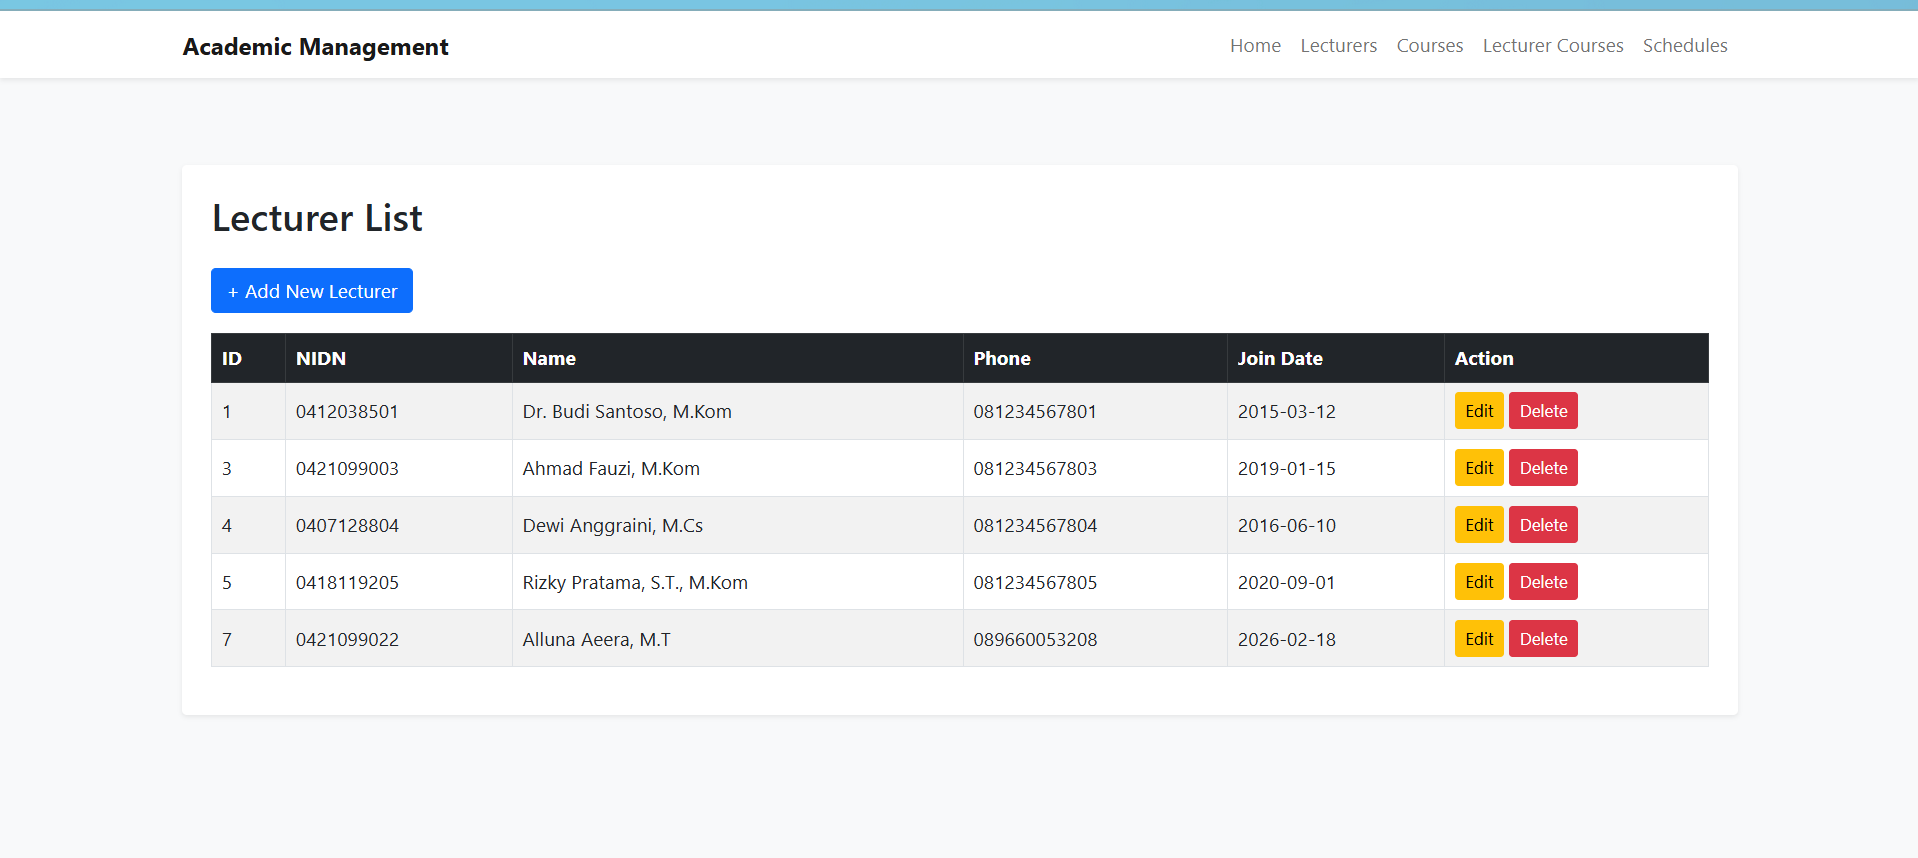 Academic Management
Home Lecturers Courses Lecturer Courses Schedules
Lecturer List
+ Add New Lecturer
ID NIDN Name Phone Join Date Action
1 0412038501 Dr. Budi Santoso, M.Kom 081234567801 2015-03-12 Edit Delete
3 0421099003 Ahmad Fauzi, M.Kom 081234567803 2019-01-15 Edit Delete
4 0407128804 Dewi Anggraini, M.Cs 081234567804 2016-06-10 Edit Delete
5 0418119205 Rizky Pratama, S.T., M.Kom 081234567805 2020-09-01 Edit Delete
7 0421099022 Alluna Aeera, M.T 089660053208 2026-02-18 Edit Delete